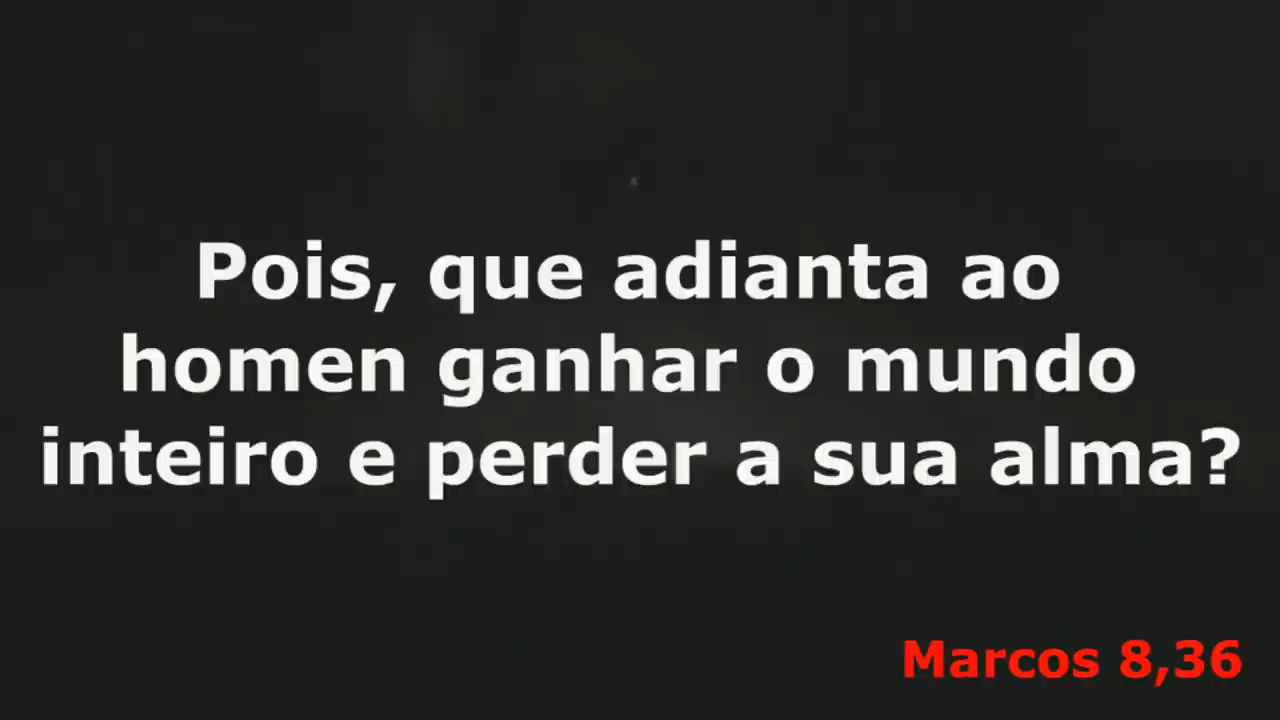 Pois, que adianta ao
homen ganhar o mundo
inteiro e perder a sua alma?
Marcos 8,36